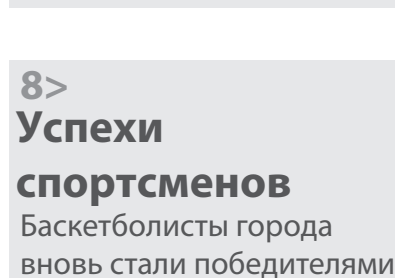 8>
Успехи
спортсменов
Баскетболисты города
вновь стали победителями